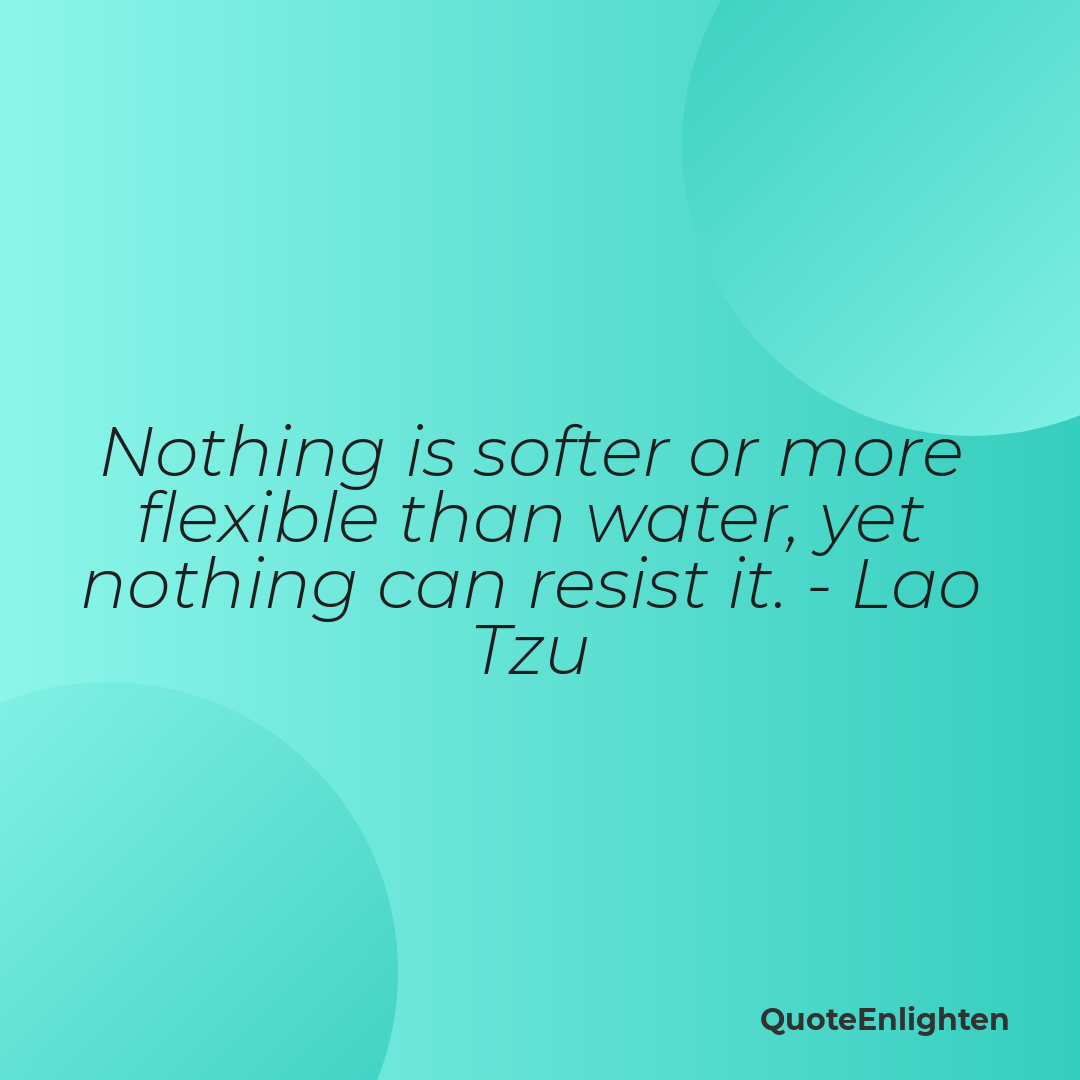 Nothing is softer or more
flexible than water, yet
nothing can resist it. - Lao
Tzu
QuoteEnlighten